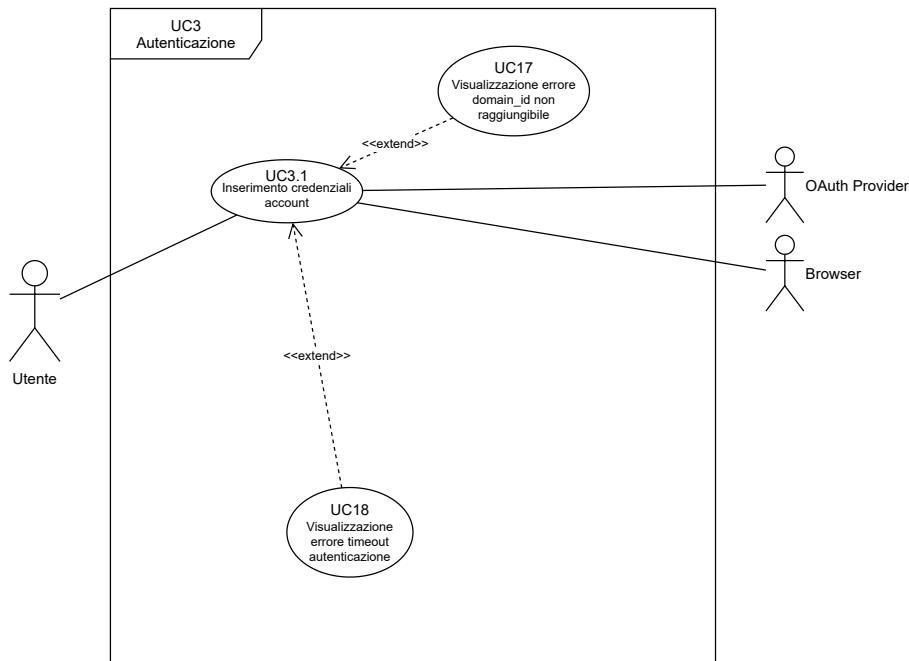 UC3
Autenticazione
UC17
Visualizzazione errore
domain_id non
raggiungibile
<<extend>>
UC3.1
Inserimento credenziali
account
OAuth Provider
Browser
Utente
<<extend>>
UC18
Visualizzazione
errore timeout
autenticazione